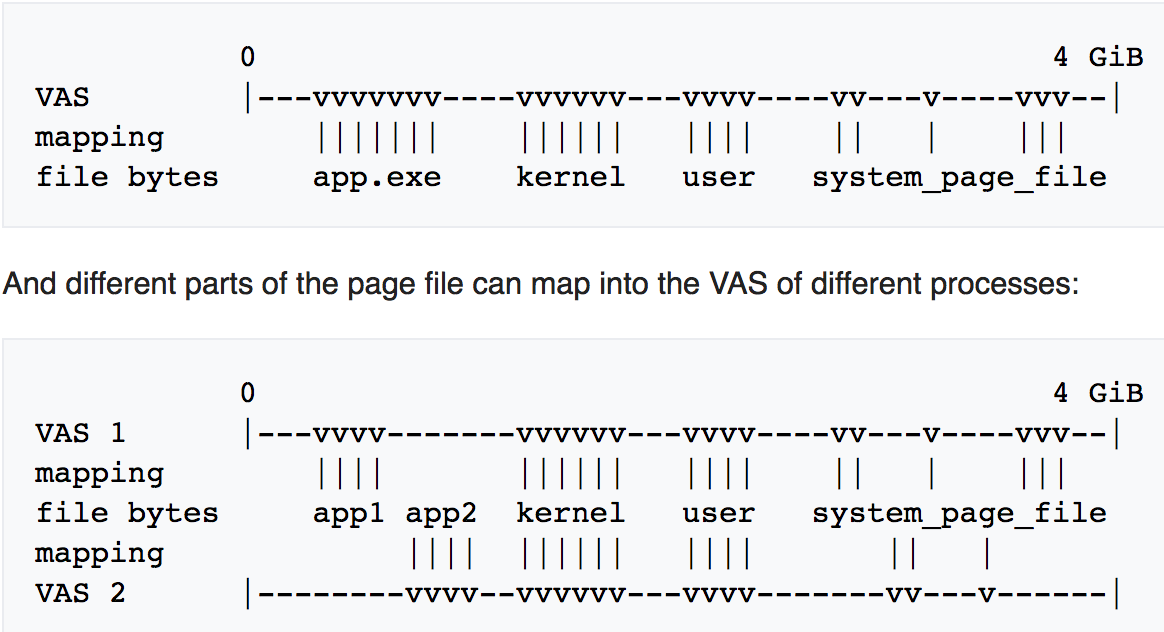 0                                           4 GiB
VAS        |---vvvvvvv----vvvvvv---vvvv----vv---v----vvv--|
mapping        |||||||    ||||||   ||||    ||   |    |||
file bytes     app.exe    kernel   user   system_page_file
And different parts of the page file can map into the VAS of different processes:
           0                                           4 GiB
VAS 1      |---vvvv-------vvvvvv---vvvv----vv---v----vvv--|
mapping        ||||       ||||||   ||||    ||   |    |||
file bytes     app1 app2  kernel   user   system_page_file
mapping             ||||  ||||||   ||||       ||   |
VAS 2      |--------vvvv--vvvvvv---vvvv-------vv---v------|